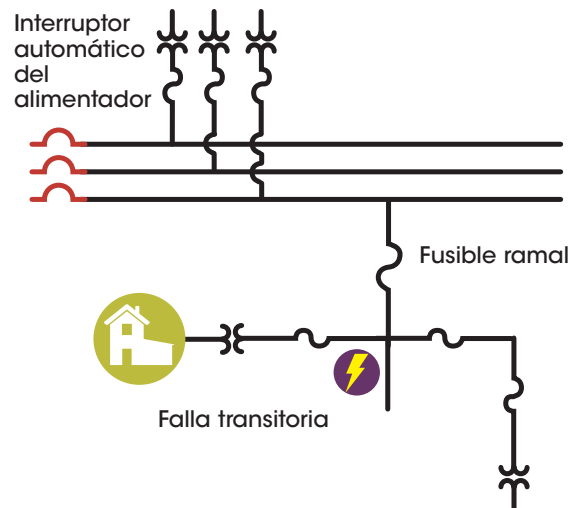 Interruptor
automático
del
alimentador
Fusible ramal
Falla transitoria